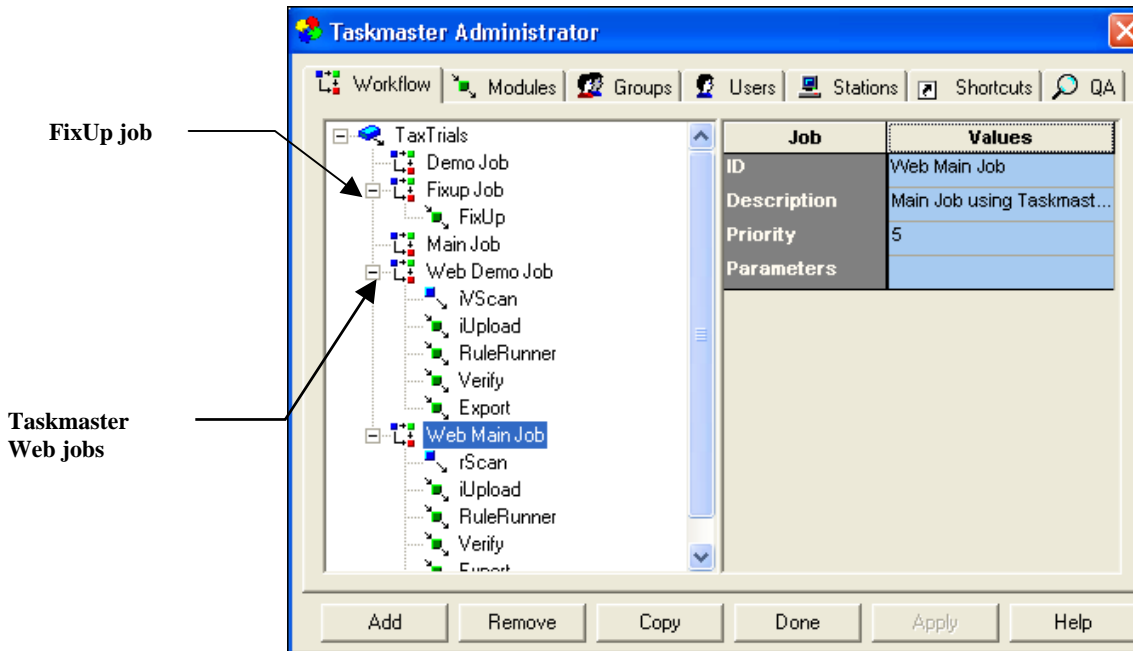 Taskmaster Administrator
Workflow Modules Groups Users Stations Shortcuts QA
FixUp job
TaxTrials
Demo Job
Fixup Job
FixUp
Main Job
Web Demo Job
iVScan
iUpload
RuleRunner
Verify
Export
Web Main Job
rScan
iUpload
RuleRunner
Verify
Export
Job Values
ID Web Main Job
Description Main Job using Taskmast...
Priority 5
Parameters
Taskmaster
Web jobs
Add Remove Copy Done Apply Help